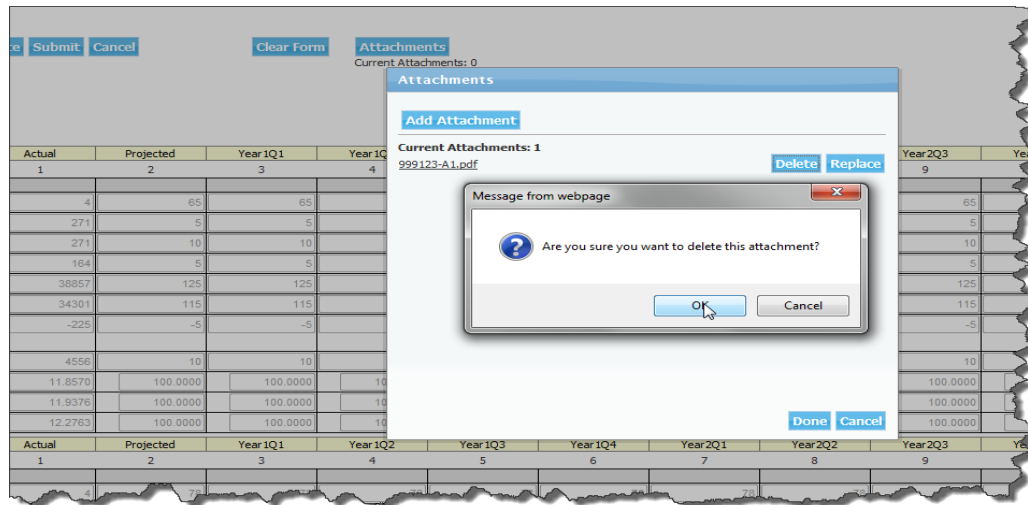 Submit Cancel Clear Form Attachments
Current Attachments: 0
Attachments
Add Attachment
Current Attachments: 1
999123-A1.pdf Delete Replace
Message from webpage
Are you sure you want to delete this attachment?
OK Cancel
Done Cancel
Actual Projected Year1Q1 Year2Q3
1 2 3 4 9
4 65 65 65
271 5 5 5
271 10 10 10
164 5 5 5
38857 125 125 125
34301 115 115 115
-225 -5 -5 -5
4556 10 10 10
11.8570 100.0000 100.0000 100.0000
11.9376 100.0000 100.0000 100.0000
12.2763 100.0000 100.0000 100.0000
Actual Projected Year1Q1 Year1Q2 Year1Q3 Year1Q4 Year2Q1 Year2Q2 Year2Q3
1 2 3 4 5 6 7 8 9